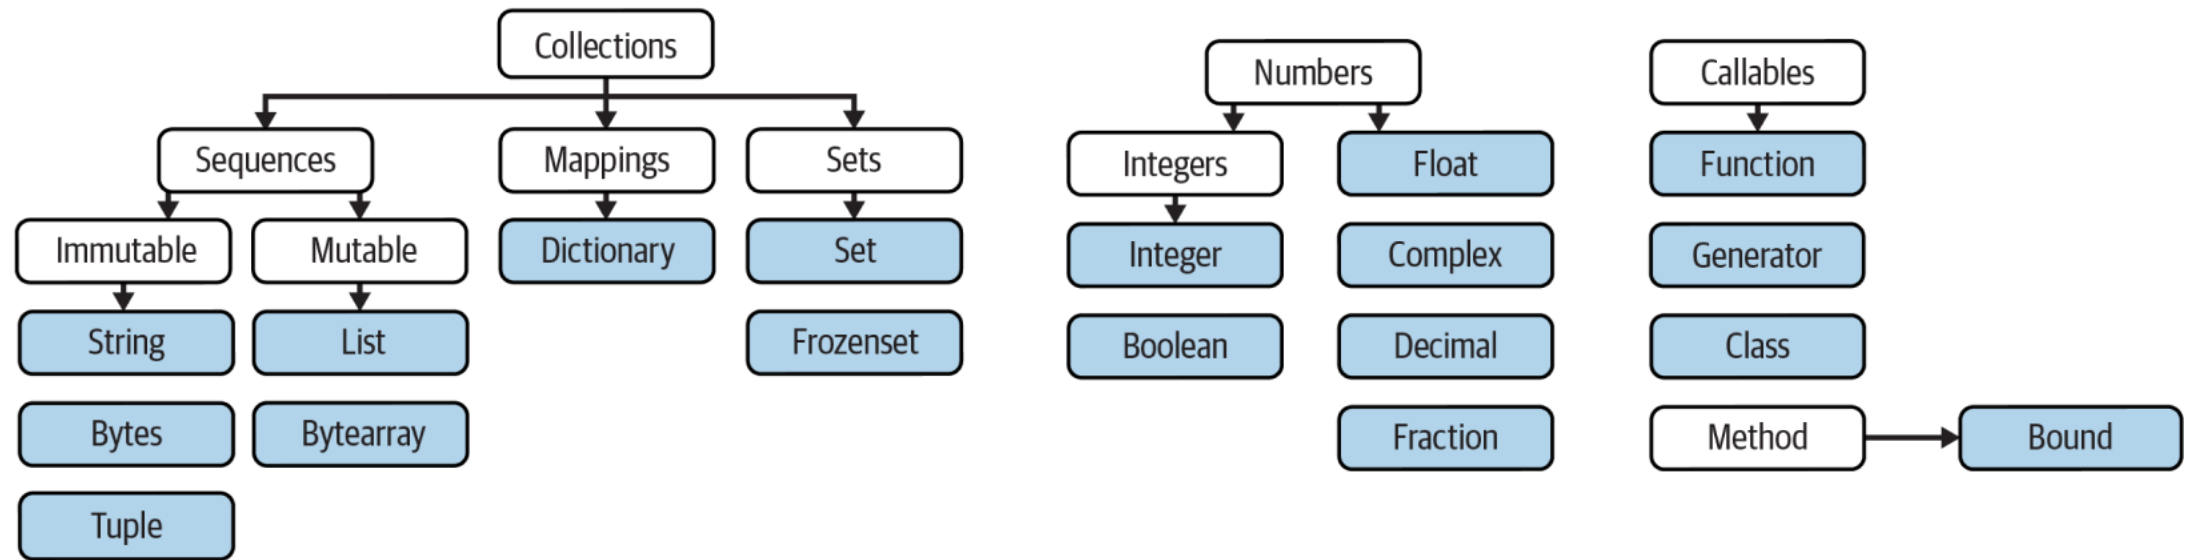 Collections
Sequences
Mappings
Sets
Immutable
Mutable
Dictionary
Set
String
List
Frozenset
Bytes
Bytearray
Tuple
Numbers
Integers
Float
Integer
Complex
Boolean
Decimal
Fraction
Callables
Function
Generator
Class
Method
Bound